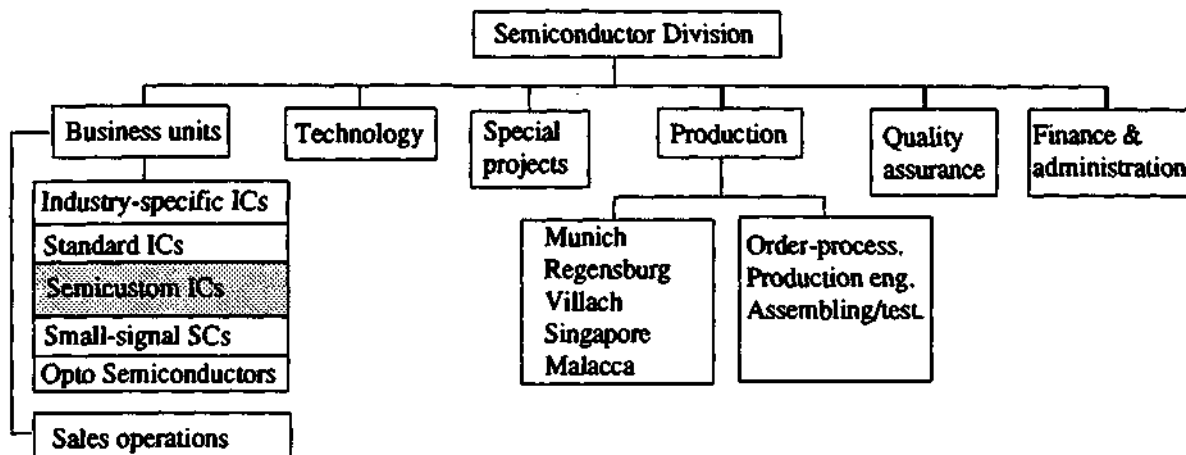 Semiconductor Division
Business units
Technology
Special
projects
Production
Quality
assurance
Finance &
administration
Industry-specific ICs
Standard ICs
Semicustom ICs
Small-signal SCs
Opto Semiconductors
Sales operations
Munich
Regensburg
Villach
Singapore
Malacca
Order-process.
Production eng.
Assembling/test.